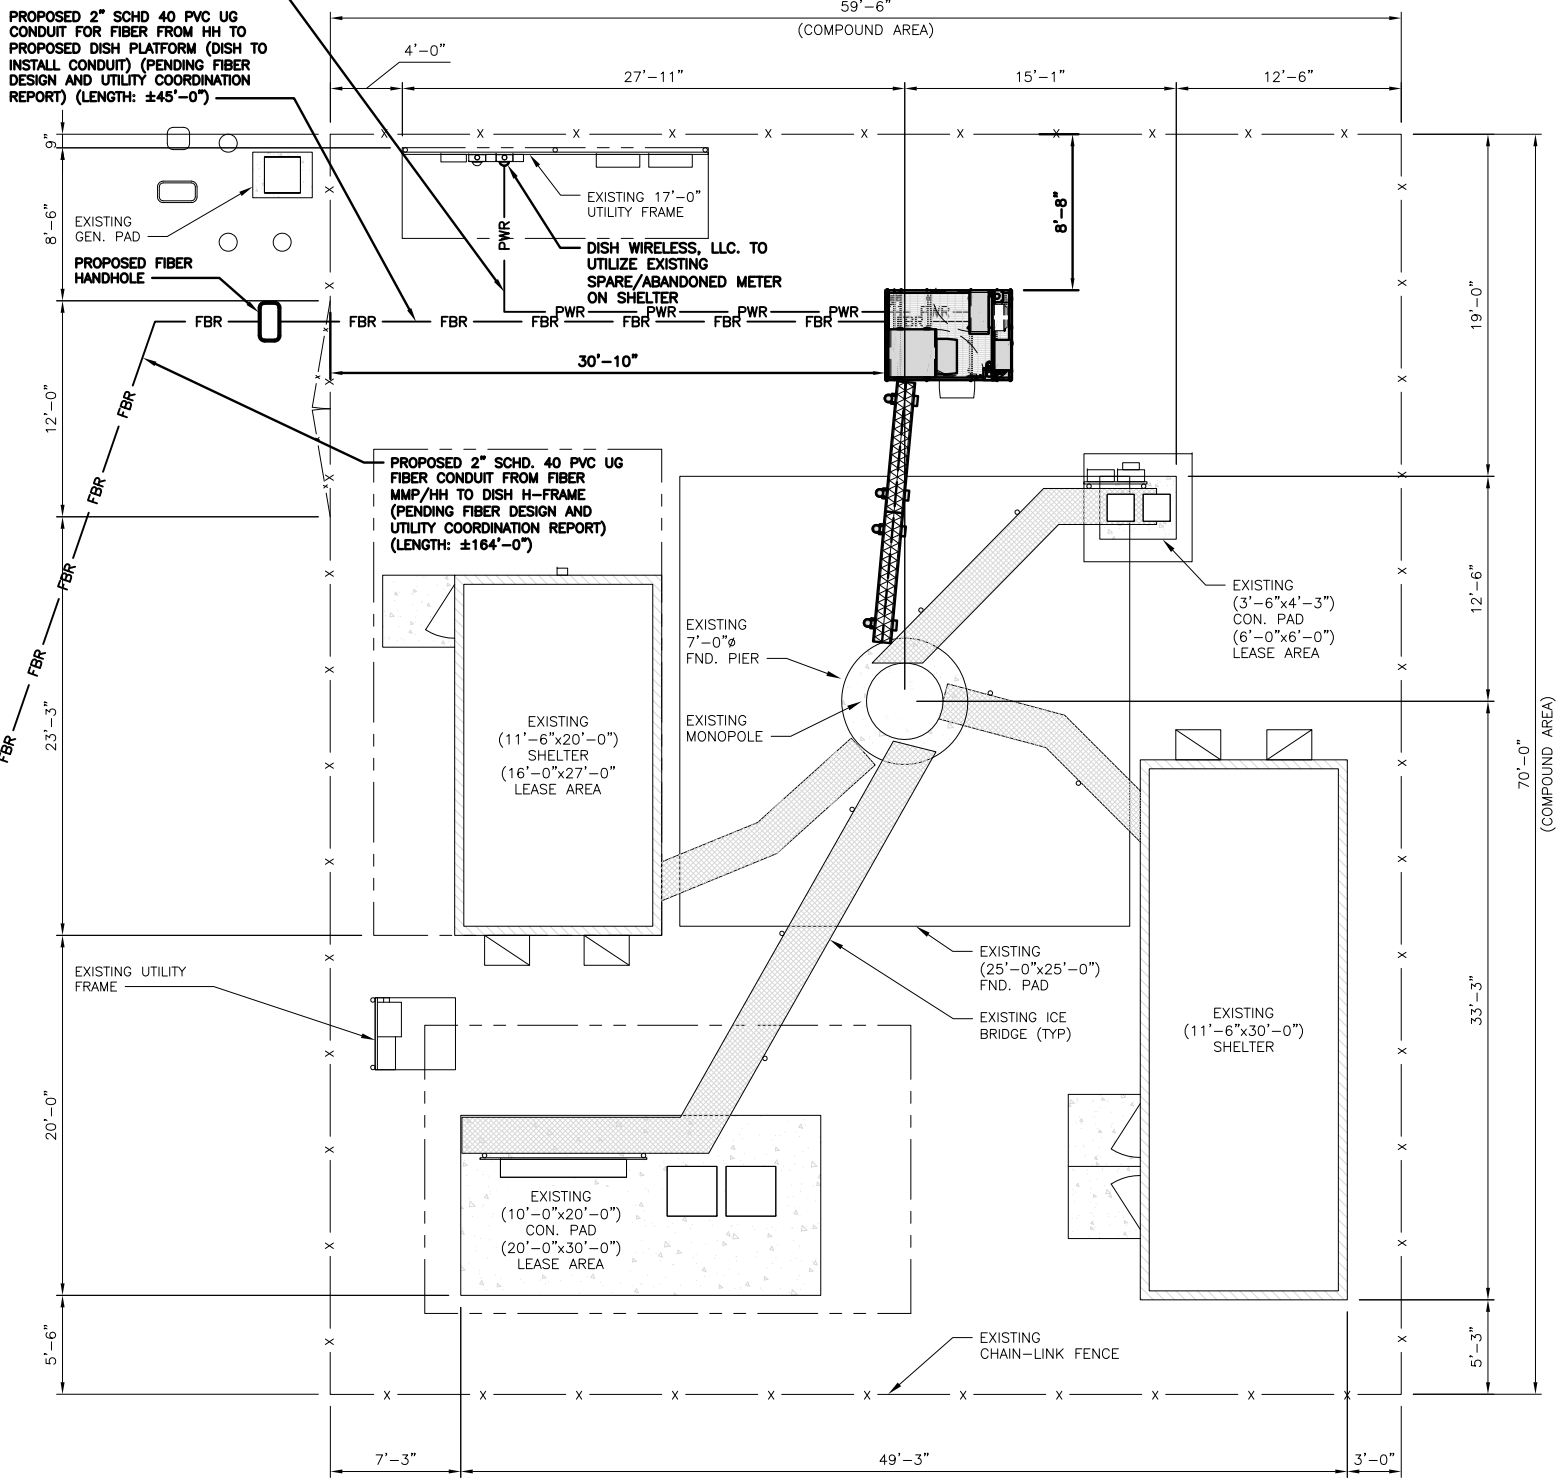 PROPOSED 2" SCHD 40 PVC UG
CONDUIT FOR FIBER FROM HH TO
PROPOSED DISH PLATFORM (DISH TO
INSTALL CONDUIT) (PENDING FIBER
DESIGN AND UTILITY COORDINATION
REPORT) (LENGTH: ±45'-0")
59'-6"
(COMPOUND AREA)
4'-0"
27'-11"
15'-1"
12'-6"
9"
8'-6"
12'-0"
23'-3"
20'-0"
5'-6"
EXISTING
GEN. PAD
PROPOSED FIBER
HANDHOLE
EXISTING 17'-0"
UTILITY FRAME
PWR
DISH WIRELESS, LLC. TO
UTILIZE EXISTING
SPARE/ABANDONED METER
ON SHELTER
8'-8"
PWR PWR PWR PWR
FBR FBR FBR FBR FBR FBR FBR
30'-10"
FBR
FBR
FBR
FBR
FBR
PROPOSED 2" SCHD. 40 PVC UG
FIBER CONDUIT FROM FIBER
MMP/HH TO DISH H-FRAME
(PENDING FIBER DESIGN AND
UTILITY COORDINATION REPORT)
(LENGTH: ±164'-0")
19'-0"
12'-6"
33'-3"
5'-3"
70'-0"
(COMPOUND AREA)
EXISTING
(3'-6"x4'-3")
CON. PAD
(6'-0"x6'-0")
LEASE AREA
EXISTING
7'-0"ø
FND. PIER
EXISTING
MONOPOLE
EXISTING
(11'-6"x20'-0")
SHELTER
(16'-0"x27'-0"
LEASE AREA
EXISTING UTILITY
FRAME
EXISTING
(25'-0"x25'-0")
FND. PAD
EXISTING ICE
BRIDGE (TYP)
EXISTING
(11'-6"x30'-0")
SHELTER
EXISTING
(10'-0"x20'-0")
CON. PAD
(20'-0"x30'-0")
LEASE AREA
EXISTING
CHAIN-LINK FENCE
7'-3"
49'-3"
3'-0"